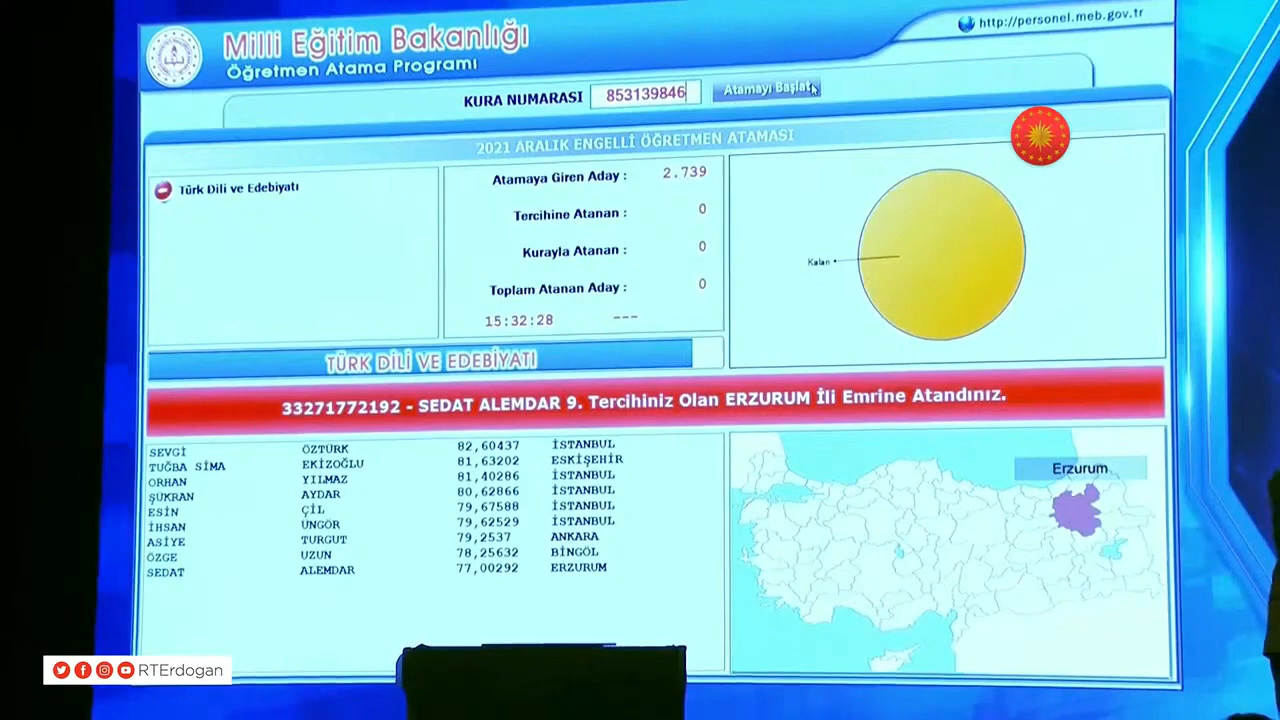 Milli Eğitim Bakanlığı
Öğretmen Atama Programı
http://personel.meb.gov.tr
KURA NUMARASI 853139846 Atamayı Başlat
2021 ARALIK ENGELLİ ÖĞRETMEN ATAMASI
Türk Dili ve Edebiyatı
Atamaya Giren Aday : 2.739
Tercihine Atanan : 0
Kurayla Atanan : 0
Toplam Atanan Aday : 0
15:32:28 ---
Kalan
TÜRK DİLİ VE EDEBİYATI
33271772192 - SEDAT ALEMDAR 9. Tercihiniz Olan ERZURUM İli Emrine Atandınız.
SEVGİ ÖZTÜRK 82,60437 İSTANBUL
TUĞBA SİMA EKİZOĞLU 81,63202 ESKİŞEHİR
ORHAN YILMAZ 81,40286 İSTANBUL
ŞÜKRAN AYDAR 80,62866 İSTANBUL
ESİN ÇİL 79,67588 İSTANBUL
İHSAN ÜNGÖR 79,62529 İSTANBUL
ASİYE TURGUT 79,2537 ANKARA
ÖZGE UZUN 78,25632 BİNGÖL
SEDAT ALEMDAR 77,00292 ERZURUM
Erzurum
RTErdogan